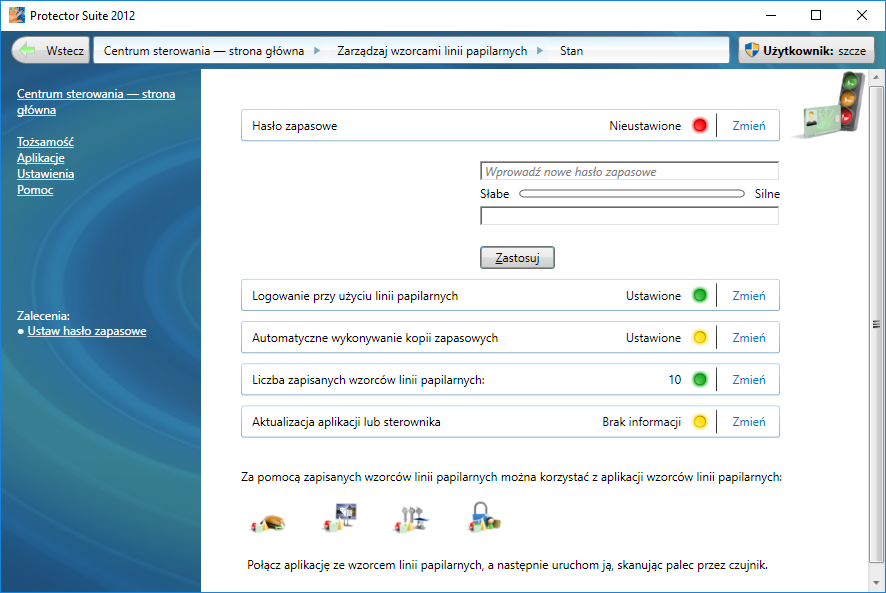 Protector Suite 2012
Wstecz
Centrum sterowania — strona główna
Zarządzaj wzorcami linii papilarnych
Stan
Użytkownik: szcze
Centrum sterowania — strona
główna
Tożsamość
Aplikacje
Ustawienia
Pomoc
Zalecenia:
● Ustaw hasło zapasowe
Hasło zapasowe Nieustawione Zmień
Wprowadź nowe hasło zapasowe
Słabe Silne
Zastosuj
Logowanie przy użyciu linii papilarnych Ustawione Zmień
Automatyczne wykonywanie kopii zapasowych Ustawione Zmień
Liczba zapisanych wzorców linii papilarnych: 10 Zmień
Aktualizacja aplikacji lub sterownika Brak informacji Zmień
Za pomocą zapisanych wzorców linii papilarnych można korzystać z aplikacji wzorców linii papilarnych:
Połącz aplikację ze wzorcem linii papilarnych, a następnie uruchom ją, skanując palec przez czujnik.